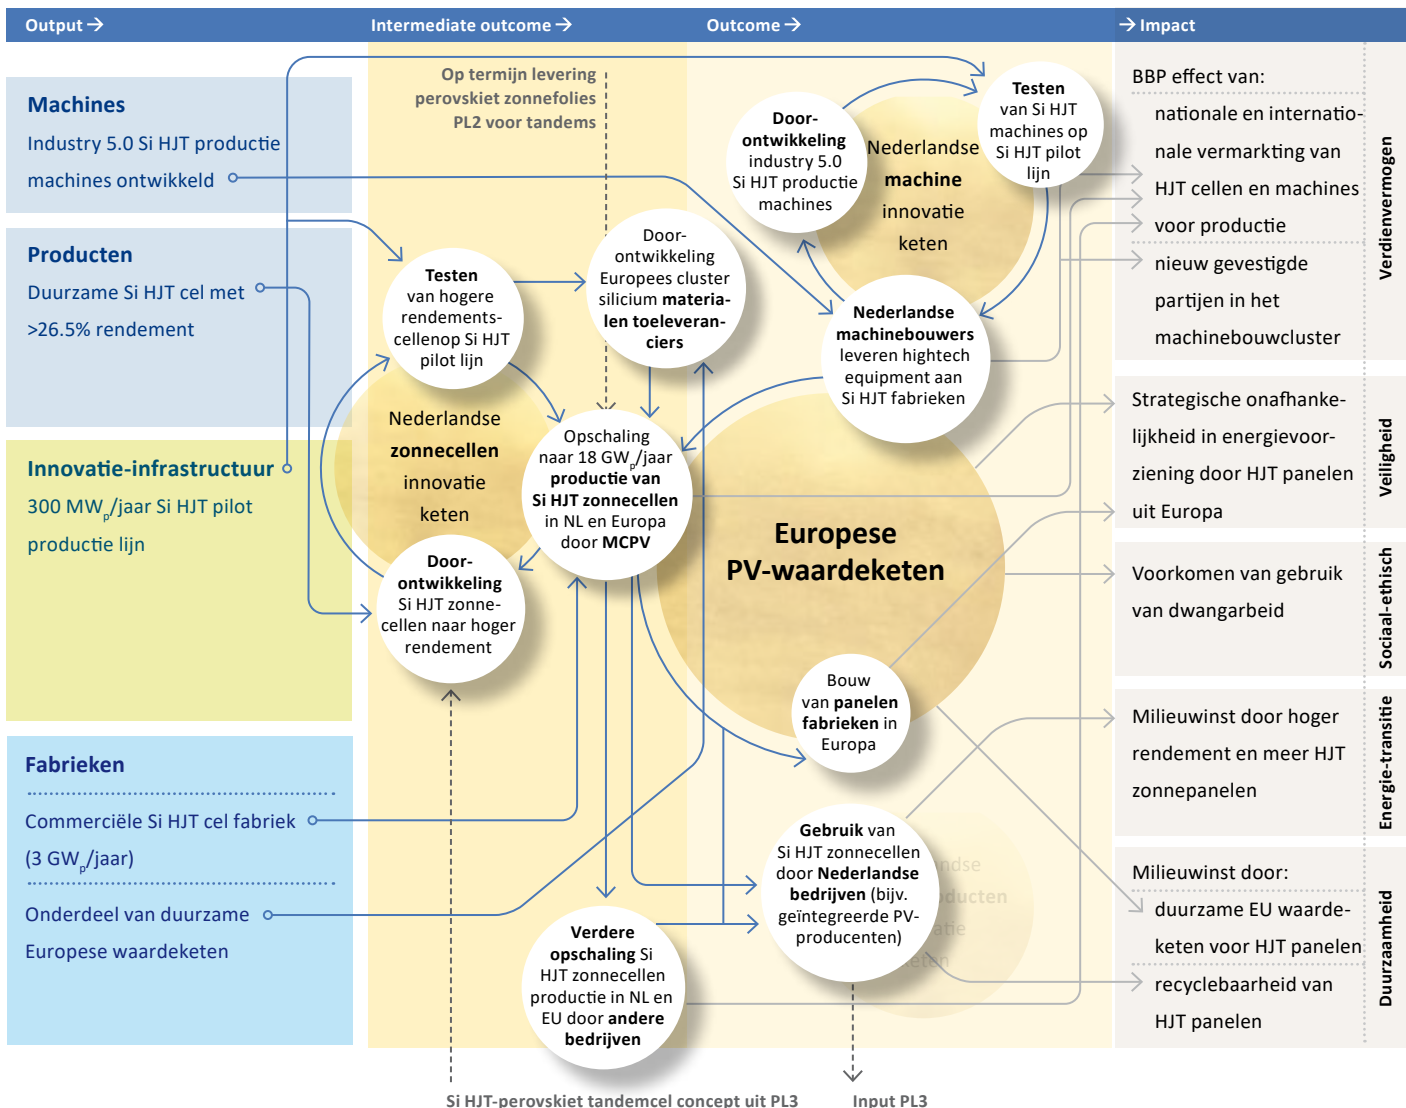 Output →
Intermediate outcome →
Outcome →
→ Impact
Machines
Industry 5.0 Si HJT productie
machines ontwikkeld
Producten
Duurzame Si HJT cel met
>26.5% rendement
Innovatie-infrastructuur
300 MWp/jaar Si HJT pilot
productie lijn
Fabrieken
Commerciële Si HJT cel fabriek
(3 GWp/jaar)
Onderdeel van duurzame
Europese waardeketen
Op termijn levering
perovskiet zonnefolies
PL2 voor tandems
Testen
van hogere
rendements-
cellenop Si HJT
pilot lijn
Nederlandse
zonnecellen
innovatie
keten
Door-
ontwikkeling
Si HJT zonne-
cellen naar hoger
rendement
Door-
ontwikkeling
Europees cluster
silicium materia-
len toeleveran-
ciers
Opschaling
naar 18 GWp/jaar
productie van
Si HJT zonnecellen
in NL en Europa
door MCPV
Verdere
opschaling Si
HJT zonnecellen
productie in NL en
EU door andere
bedrijven
Si HJT-perovskiet tandemcel concept uit PL3
Door-
ontwikkeling
industry 5.0
Si HJT productie
machines
Nederlandse
machine
innovatie
keten
Testen
van Si HJT
machines op
Si HJT pilot
lijn
Nederlandse
machinebouwers
leveren hightech
equipment aan
Si HJT fabrieken
Europese
PV-waardeketen
Bouw
van panelen
fabrieken in
Europa
Gebruik van
Si HJT zonnecellen
door Nederlandse
bedrijven (bijv.
geïntegreerde PV-
producenten)
Input PL3
BBP effect van:
nationale en internatio-
nale vermarkting van
HJT cellen en machines
voor productie
nieuw gevestigde
partijen in het
machinebouwcluster
Verdienvermogen
Strategische onafhanke-
lijkheid in energievoor-
ziening door HJT panelen
uit Europa
Veiligheid
Voorkomen van gebruik
van dwangarbeid
Sociaal-ethisch
Milieuwinst door hoger
rendement en meer HJT
zonnepanelen
Energie-transitie
Milieuwinst door:
duurzame EU waarde-
keten voor HJT panelen
recyclebaarheid van
HJT panelen
Duurzaamheid